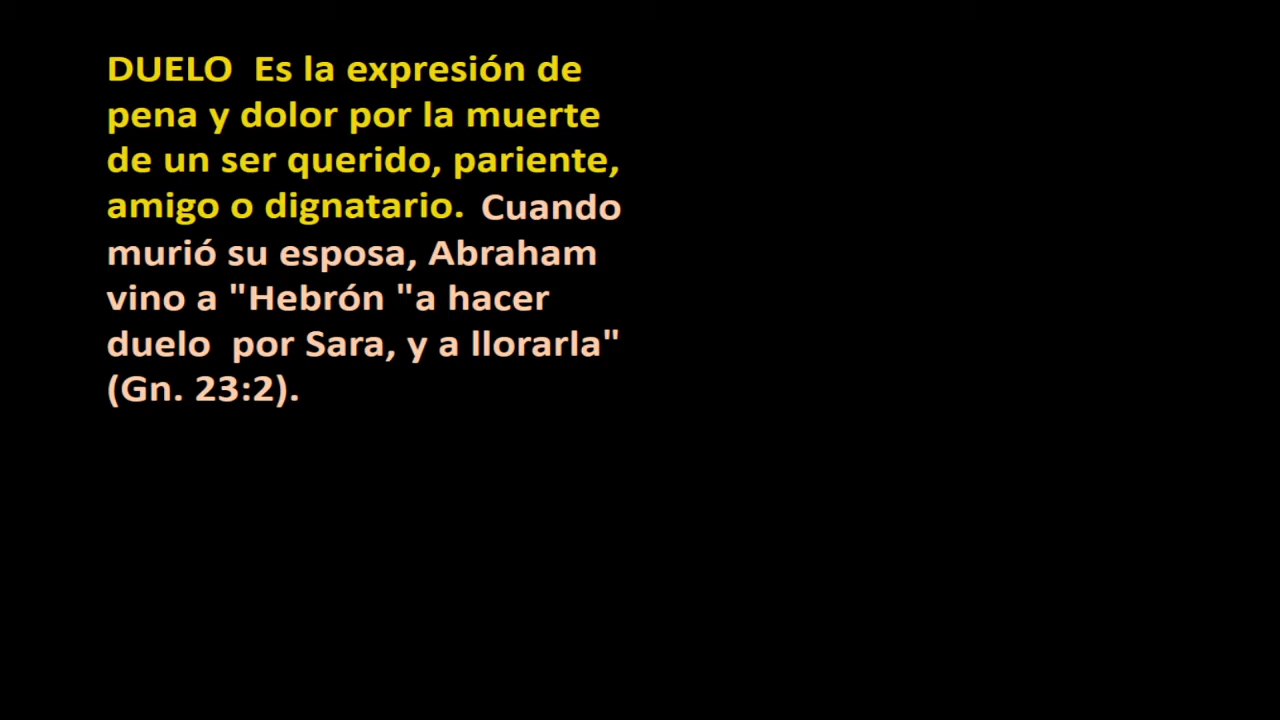 DUELO  Es la expresión de
pena y dolor por la muerte
de un ser querido, pariente,
amigo o dignatario.  Cuando
murió su esposa, Abraham
vino a "Hebrón "a hacer
duelo  por Sara, y a llorarla"
(Gn. 23:2).